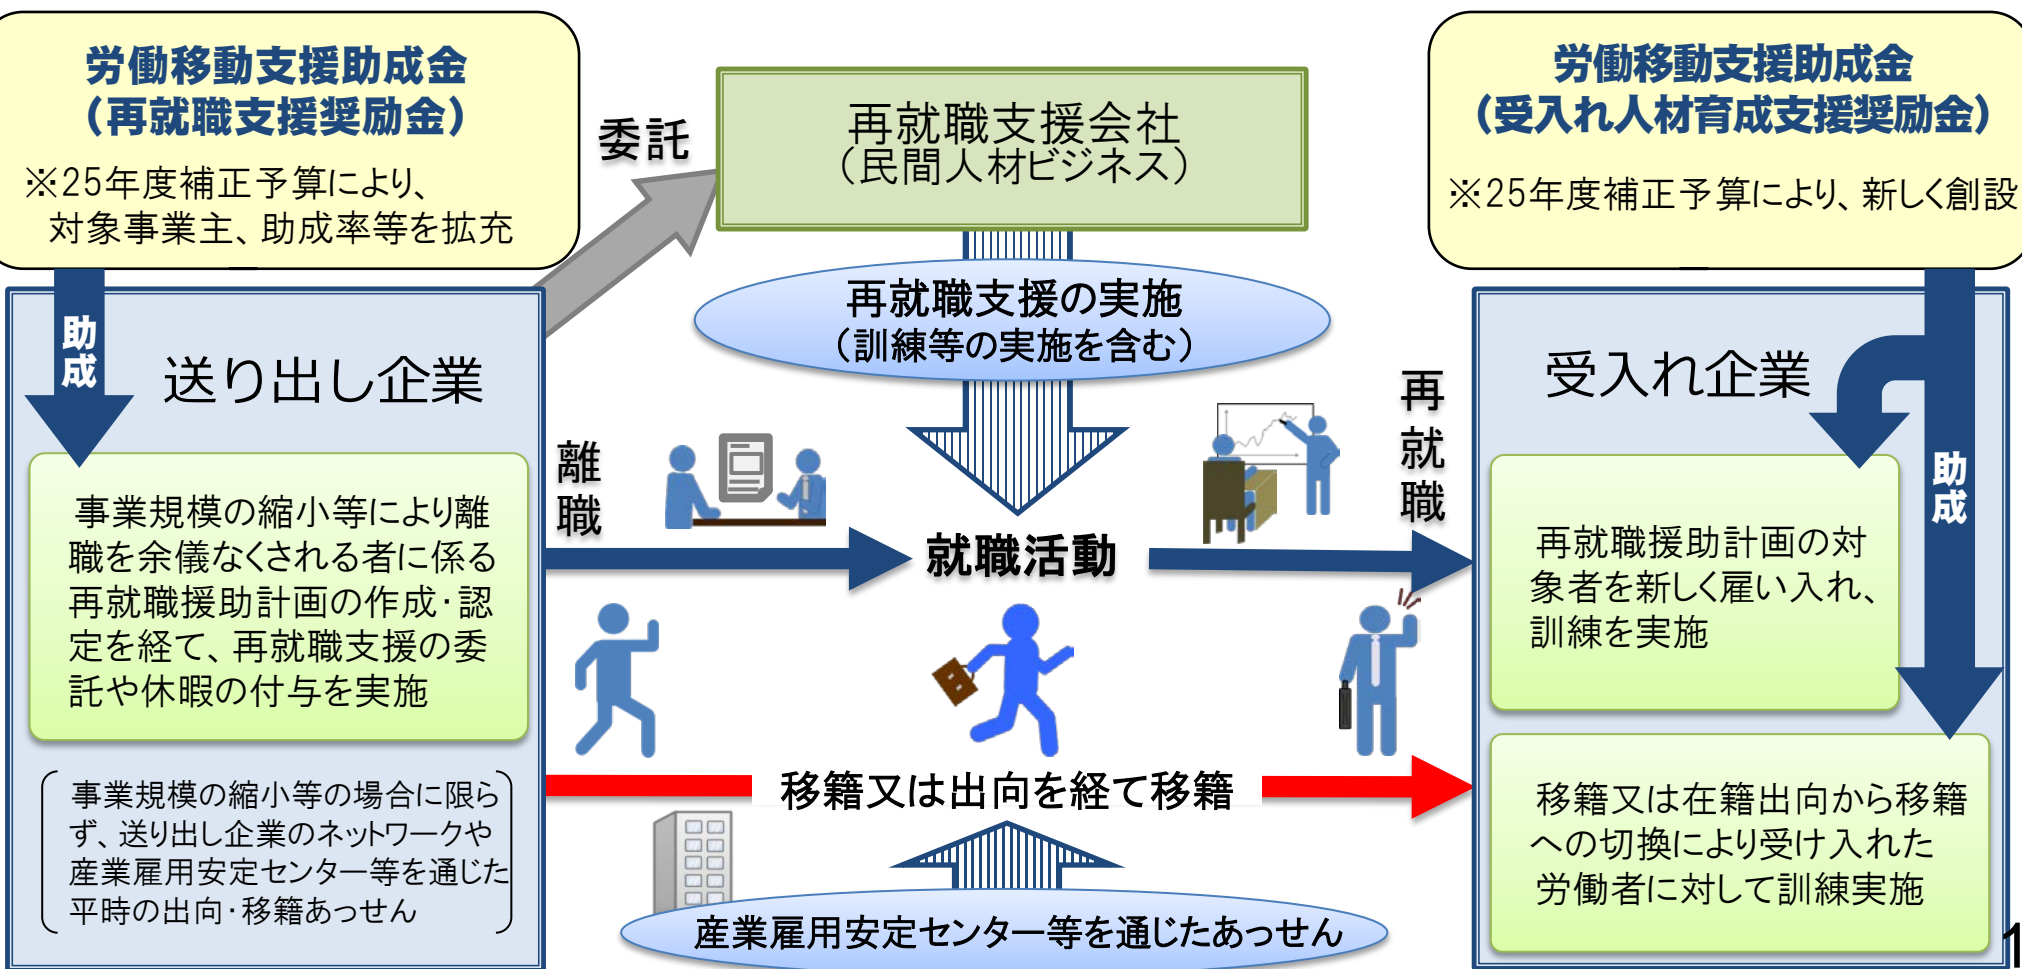 労働移動支援助成金
（再就職支援奨励金）
※25年度補正予算により、
対象事業主、助成率等を拡充
委託
再就職支援会社
（民間人材ビジネス）
労働移動支援助成金
（受入れ人材育成支援奨励金）
※25年度補正予算により、新しく創設
助成
送り出し企業
再就職支援の実施
（訓練等の実施を含む）
受入れ企業
助成
離職
再就職
就職活動
事業規模の縮小等により離
職を余儀なくされる者に係る
再就職援助計画の作成・認
定を経て、再就職支援の委
託や休暇の付与を実施
再就職援助計画の対
象者を新しく雇い入れ、
訓練を実施
事業規模の縮小等の場合に限ら
ず、送り出し企業のネットワークや
産業雇用安定センター等を通じた
平時の出向・移籍あっせん
移籍又は出向を経て移籍
産業雇用安定センター等を通じたあっせん
移籍又は在籍出向から移籍
への切換により受け入れた
労働者に対して訓練実施
1